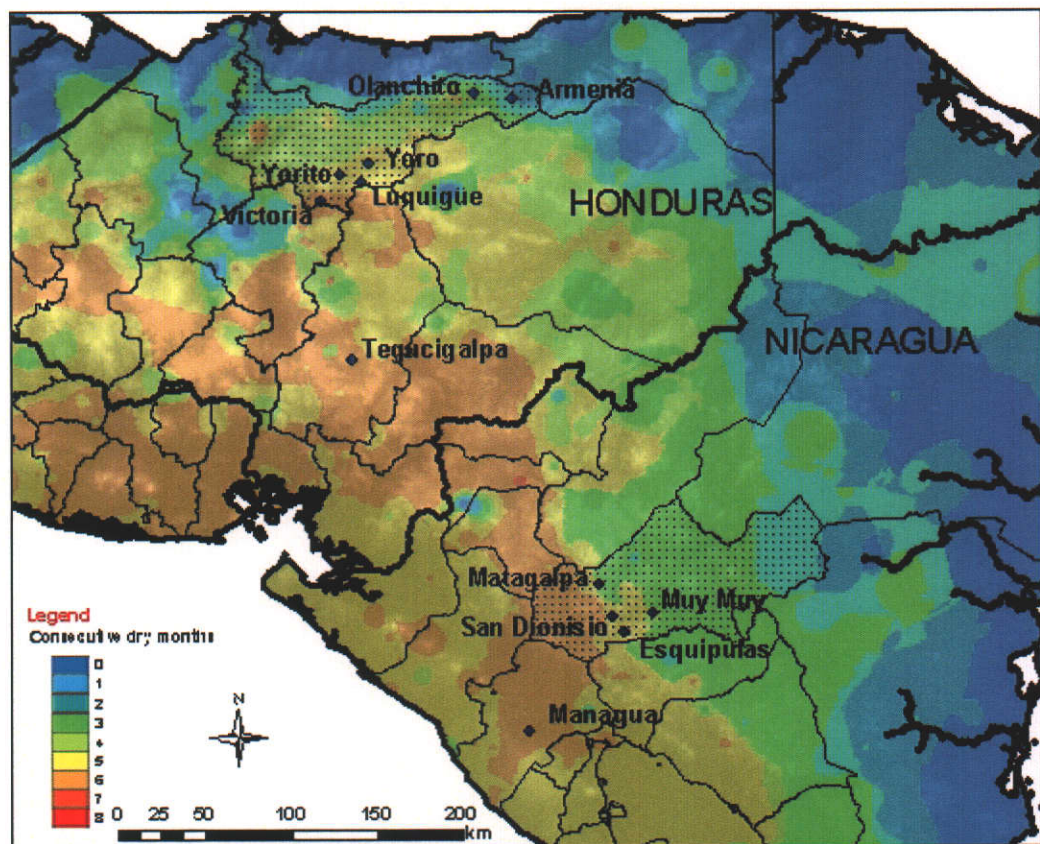 Olanchito
Armenia
Yoro
Yorito
Luquigüe
Victoria
HONDURAS
NICARAGUA
Tegucigalpa
Matagalpa
Muy Muy
San Dionisio
Esquipulas
Managua
Legend
Consecutive dry months
0
1
2
3
4
5
6
7
8
N
0 25 50 100 150 200
km